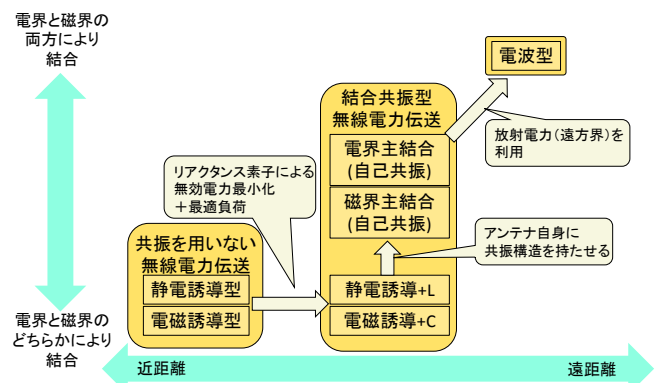 電界と磁界の
両方により
結合
電波型
結合共振型
無線電力伝送
電界主結合
(自己共振)
磁界主結合
(自己共振)
放射電力(遠方界)を
利用
リアクタンス素子による
無効電力最小化
+最適負荷
アンテナ自身に
共振構造を持たせる
共振を用いない
無線電力伝送
静電誘導型
電磁誘導型
静電誘導+L
電磁誘導+C
電界と磁界の
どちらかにより
結合
近距離
遠距離